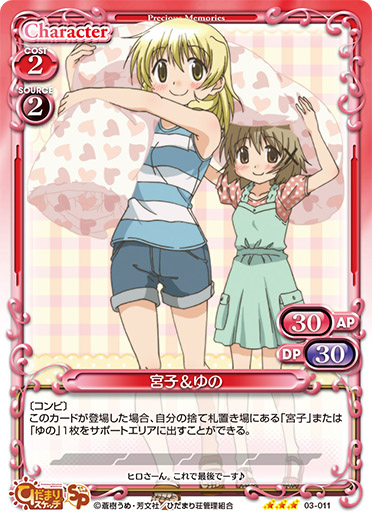 Precious Memories
Character
COST
2
SOURCE
2
30 AP
DP 30
宮子&ゆの
[コンビ]
このカードが登場した場合、自分の捨て札置き場にある「宮子」または
「ゆの」1枚をサポートエリアに出すことができる。
ヒロさーん。これで最後でーす♪
ひだまりスケッチ SP
©蒼樹うめ・芳文社/ひだまり荘管理組合
★★★ 03-011